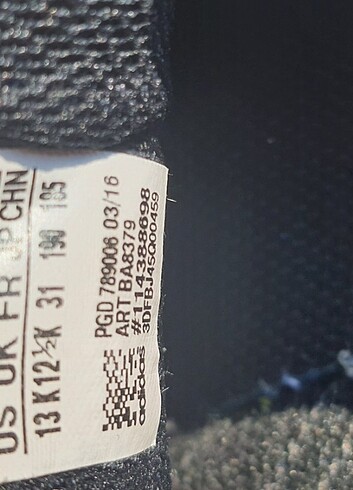 US UK FR JP CHN
13 K 12½K 31 190 185
PGD 789006 03/16
ART BA8379
#114388698
3DFBJ45Q00459
adidas